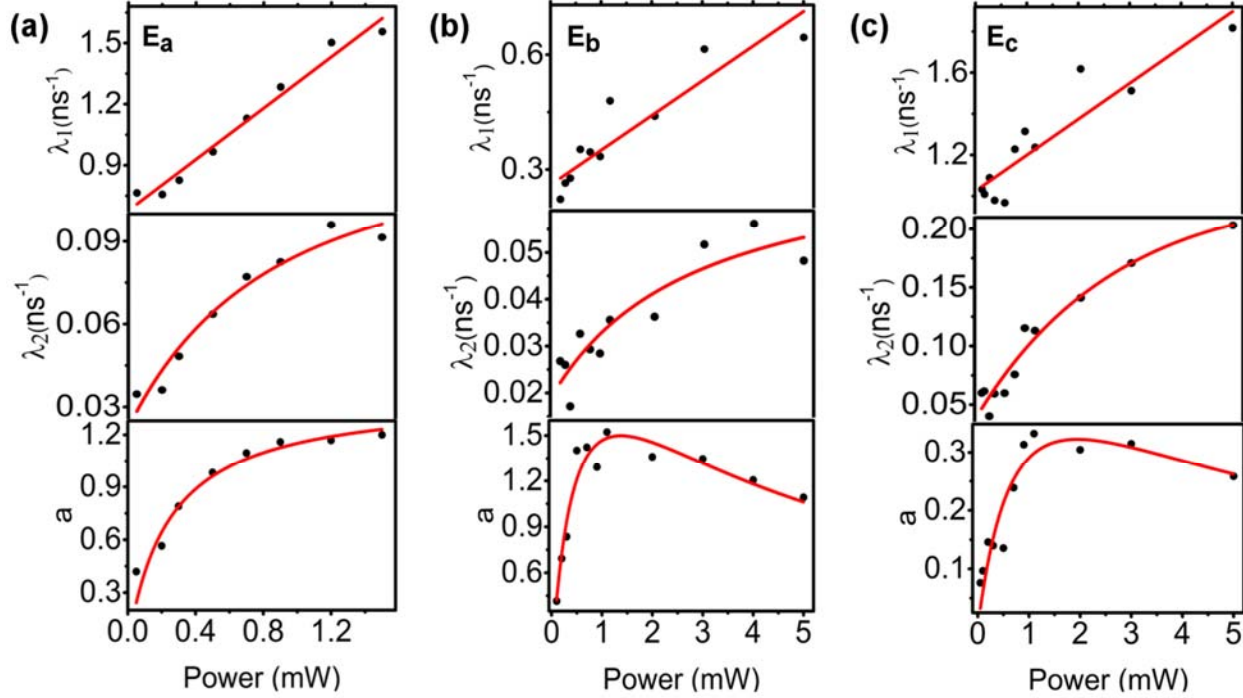 (a) Eₐ
λ₁(ns⁻¹)
1.5
1.2
0.9
λ₂(ns⁻¹)
0.09
0.06
0.03
a
1.2
0.9
0.6
0.3
0.0 0.4 0.8 1.2
Power (mW)
(b) E_b
λ₁(ns⁻¹)
0.6
0.3
λ₂(ns⁻¹)
0.05
0.04
0.03
0.02
a
1.5
1.2
0.9
0.6
0 1 2 3 4 5
Power (mW)
(c) E_c
λ₁(ns⁻¹)
1.6
1.2
λ₂(ns⁻¹)
0.20
0.15
0.10
0.05
a
0.3
0.2
0.1
0 1 2 3 4 5
Power (mW)